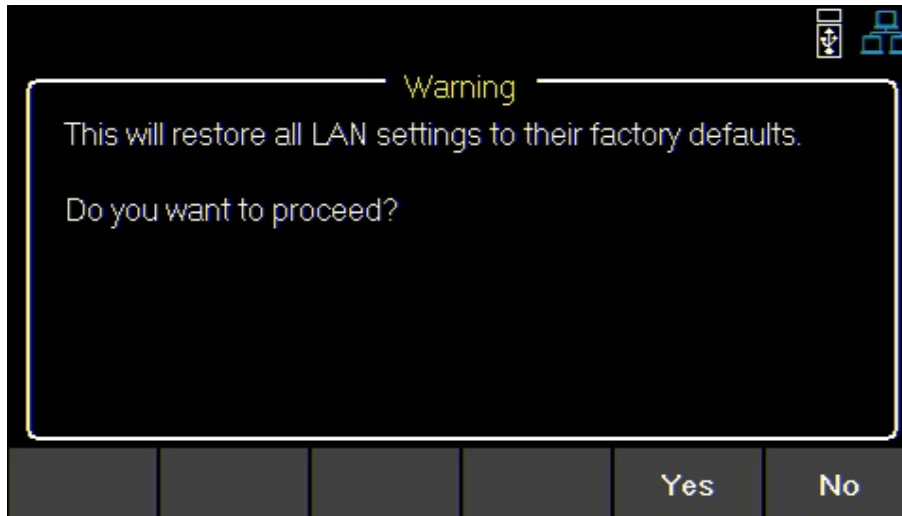 Warning
This will restore all LAN settings to their factory defaults.
Do you want to proceed?
Yes No